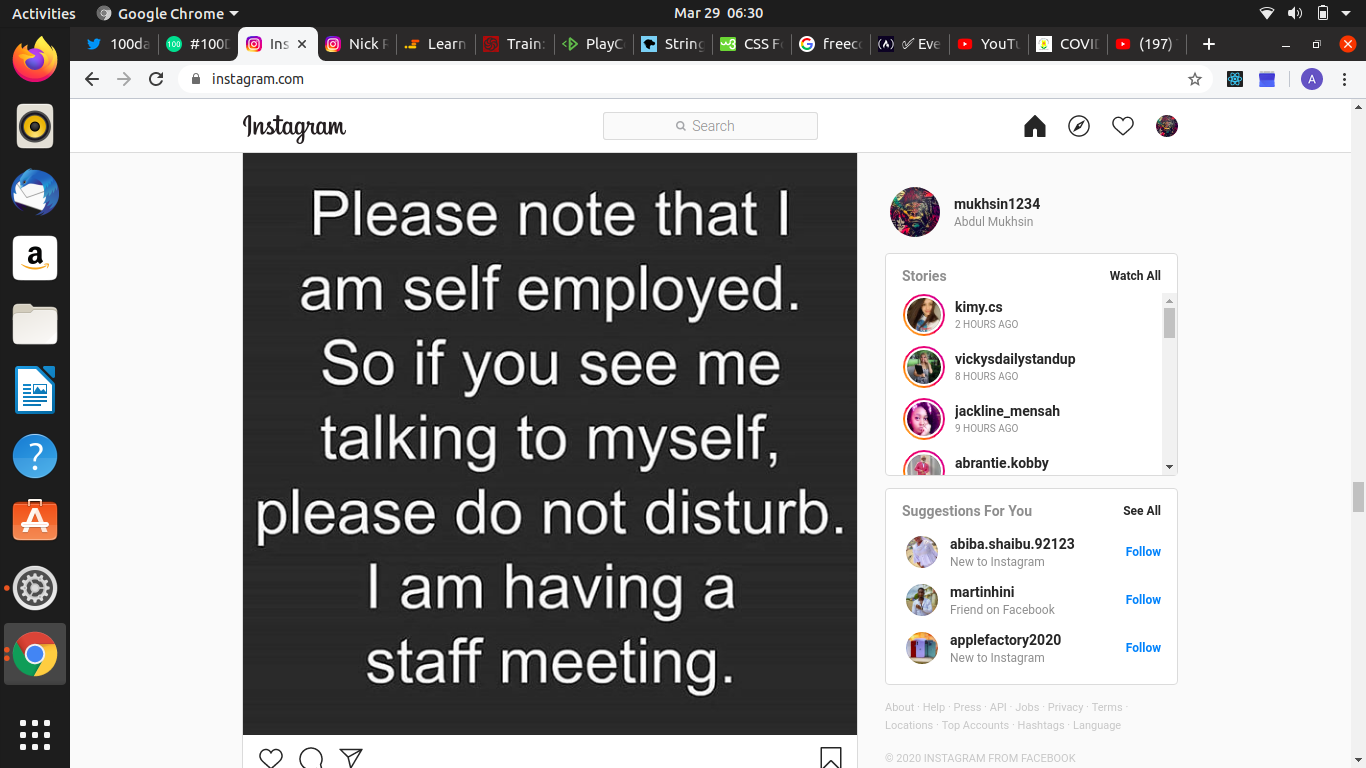 Activities
Google Chrome
Mar 29 06:30
100da
#100D
Ins
Nick F
Learn
Train:
PlayC
String
CSS F
freecc
Eve
YouTu
COVID
(197)
instagram.com
A
Instagram
Search
Please note that I
am self employed.
So if you see me
talking to myself,
please do not disturb.
I am having a
staff meeting.
mukhsin1234
Abdul Mukhsin
Stories
Watch All
kimy.cs
2 HOURS AGO
vickysdailystandup
8 HOURS AGO
jackline_mensah
9 HOURS AGO
abrantie.kobby
Suggestions For You
See All
abiba.shaibu.92123
New to Instagram
Follow
martinhini
Friend on Facebook
Follow
applefactory2020
New to Instagram
Follow
About · Help · Press · API · Jobs · Privacy · Terms ·
Locations · Top Accounts · Hashtags · Language
© 2020 INSTAGRAM FROM FACEBOOK